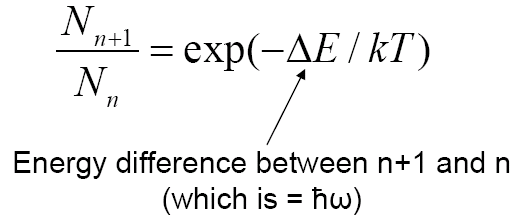 N_{n+1} / N_n = exp(−ΔE / kT)
Energy difference between n+1 and n
(which is = ħω)